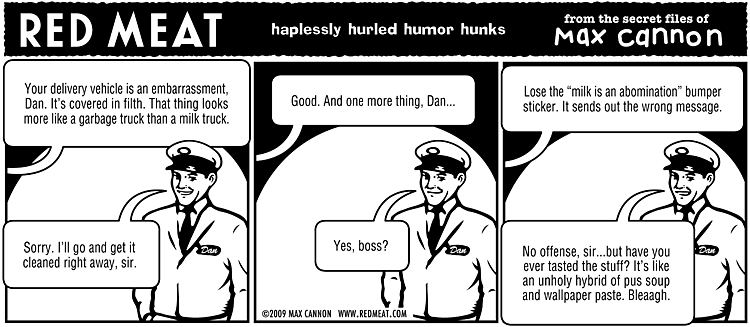 RED MEAT
haplessly hurled humor hunks
from the secret files of
Max cannon
Your delivery vehicle is an embarrassment,
Dan. It's covered in filth. That thing looks
more like a garbage truck than a milk truck.
Sorry. I'll go and get it
cleaned right away, sir.
Dan
Good. And one more thing, Dan...
Yes, boss?
Dan
©2009 MAX CANNON WWW.REDMEAT.COM
Lose the "milk is an abomination" bumper
sticker. It sends out the wrong message.
No offense, sir...but have you
ever tasted the stuff? It's like
an unholy hybrid of pus soup
and wallpaper paste. Bleaagh.
Dan